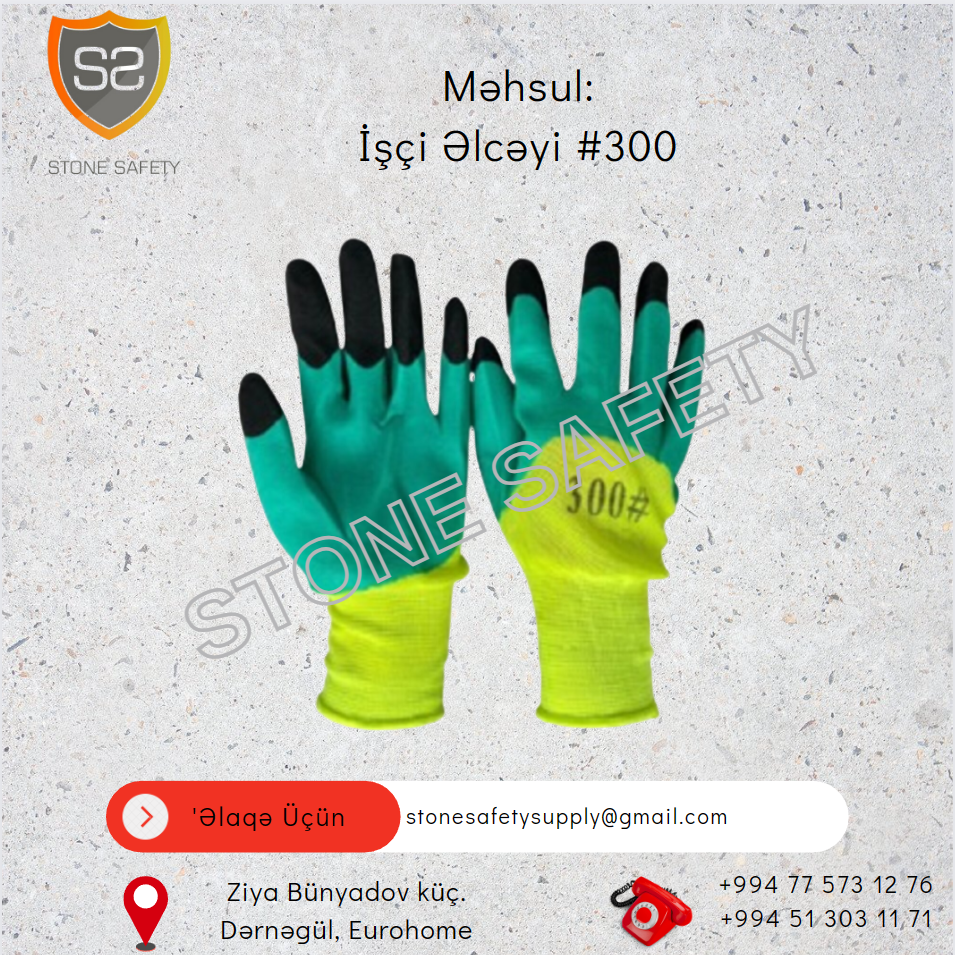 SS
STONE SAFETY
Məhsul:
İşçi Əlcəyi #300
300#
STONE SAFETY
'Əlaqə Üçün
stonesafetysupply@gmail.com
Ziya Bünyadov küç.
Dərnəgül, Eurohome
+994 77 573 12 76
+994 51 303 11 71